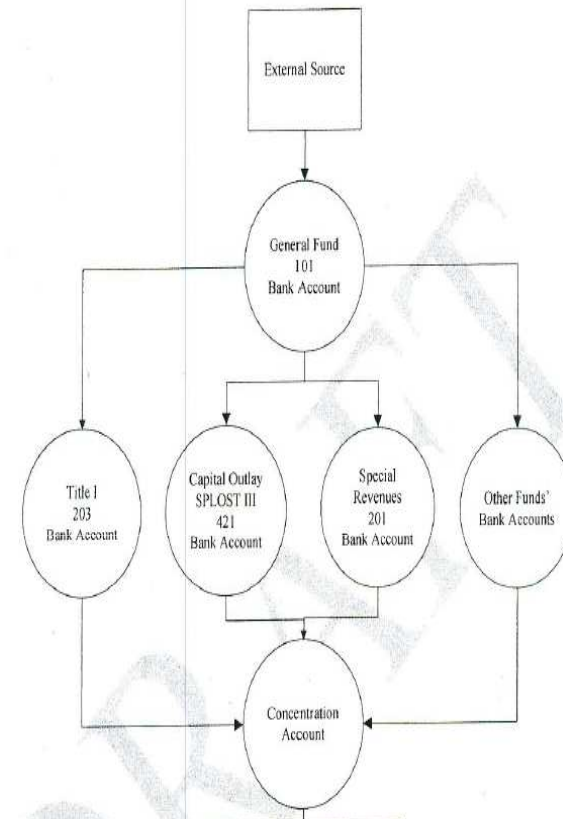 External Source
General Fund
101
Bank Account
Title I
203
Bank Account
Capital Outlay
SPLOST III
421
Bank Account
Special
Revenues
201
Bank Account
Other Funds'
Bank Accounts
Concentration
Account
DRAFT